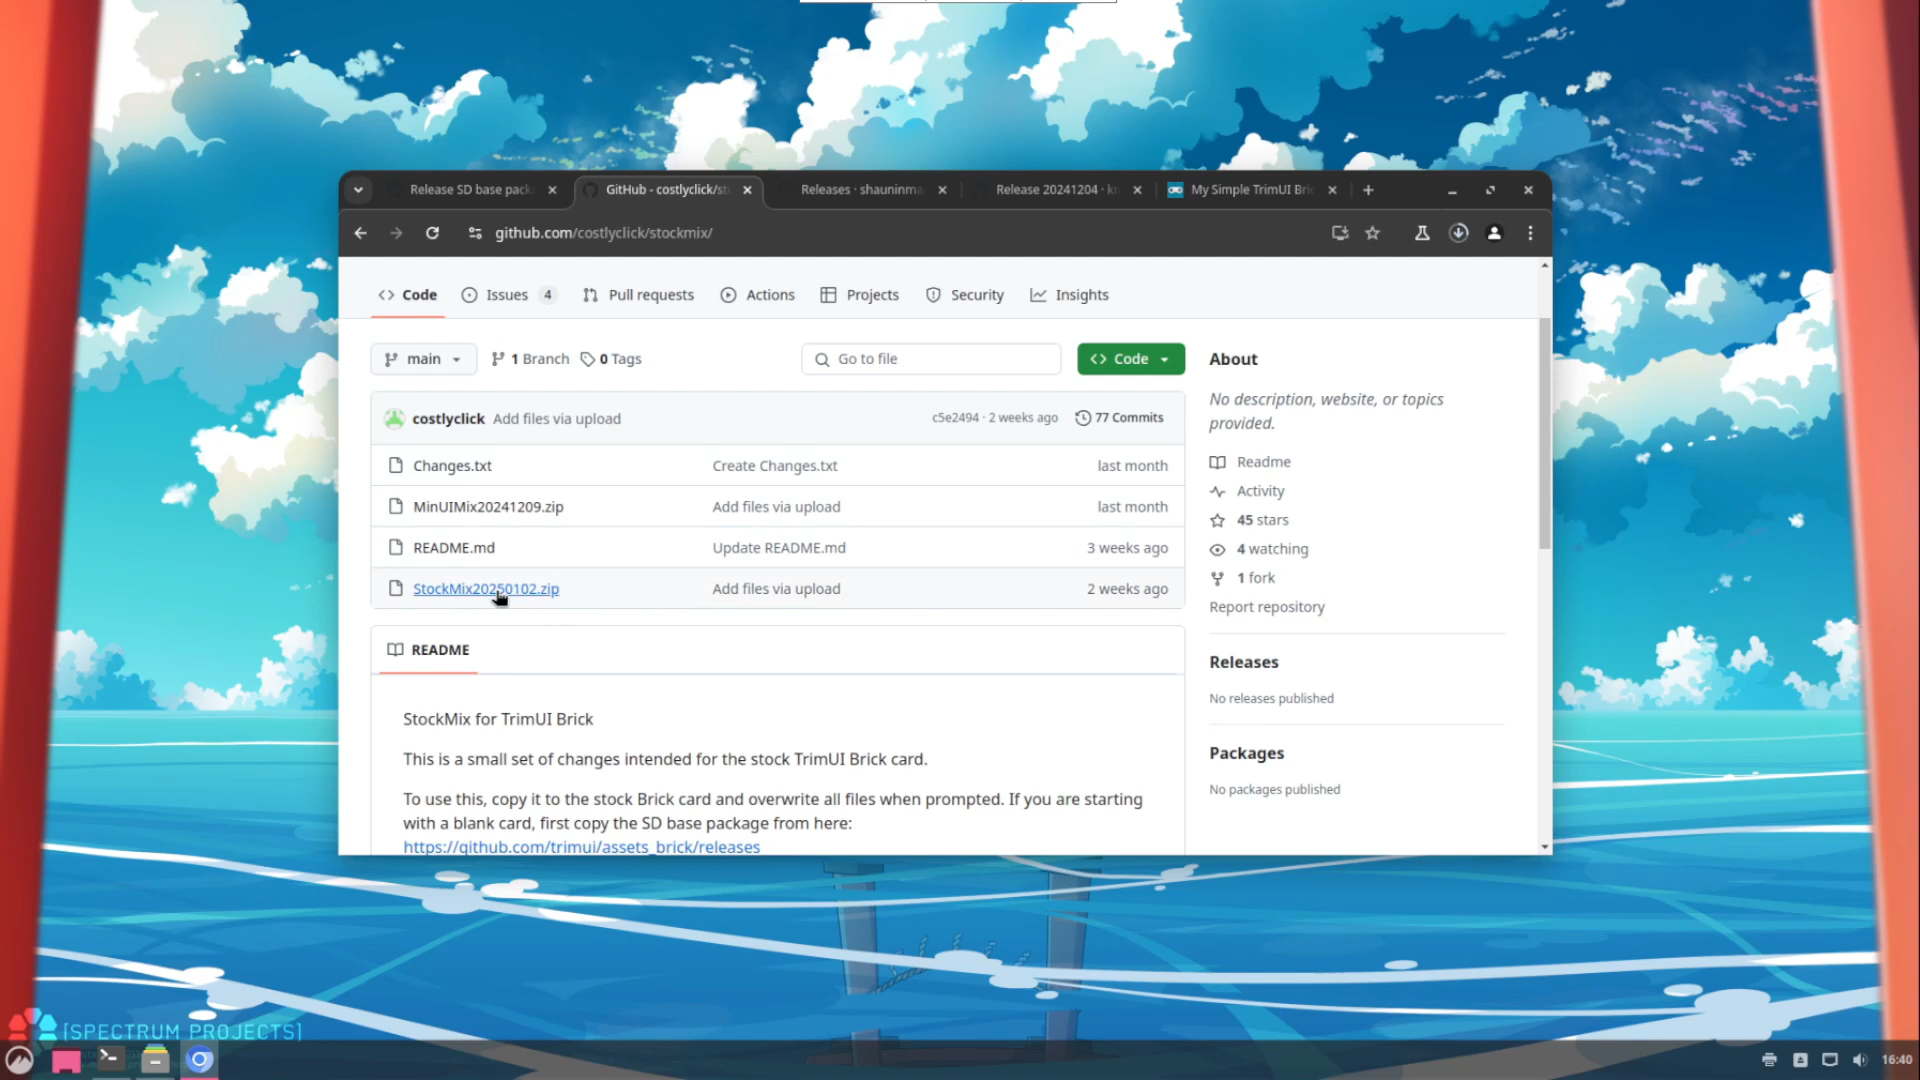 Release SD base pack
GitHub - costlyclick/st
Releases · shauninma
Release 20241204 · k
My Simple TrimUI Bri
github.com/costlyclick/stockmix/
Code
Issues 4
Pull requests
Actions
Projects
Security
Insights
main
1 Branch
0 Tags
Go to file
Code
costlyclick Add files via upload c5e2494 · 2 weeks ago 77 Commits
Changes.txt Create Changes.txt last month
MinUIMix20241209.zip Add files via upload last month
README.md Update README.md 3 weeks ago
StockMix20250102.zip Add files via upload 2 weeks ago
README
StockMix for TrimUI Brick
This is a small set of changes intended for the stock TrimUI Brick card.
To use this, copy it to the stock Brick card and overwrite all files when prompted. If you are starting
with a blank card, first copy the SD base package from here:
https://github.com/trimui/assets_brick/releases
About
No description, website, or topics
provided.
Readme
Activity
45 stars
4 watching
1 fork
Report repository
Releases
No releases published
Packages
No packages published
[SPECTRUM PROJECTS]
16:40